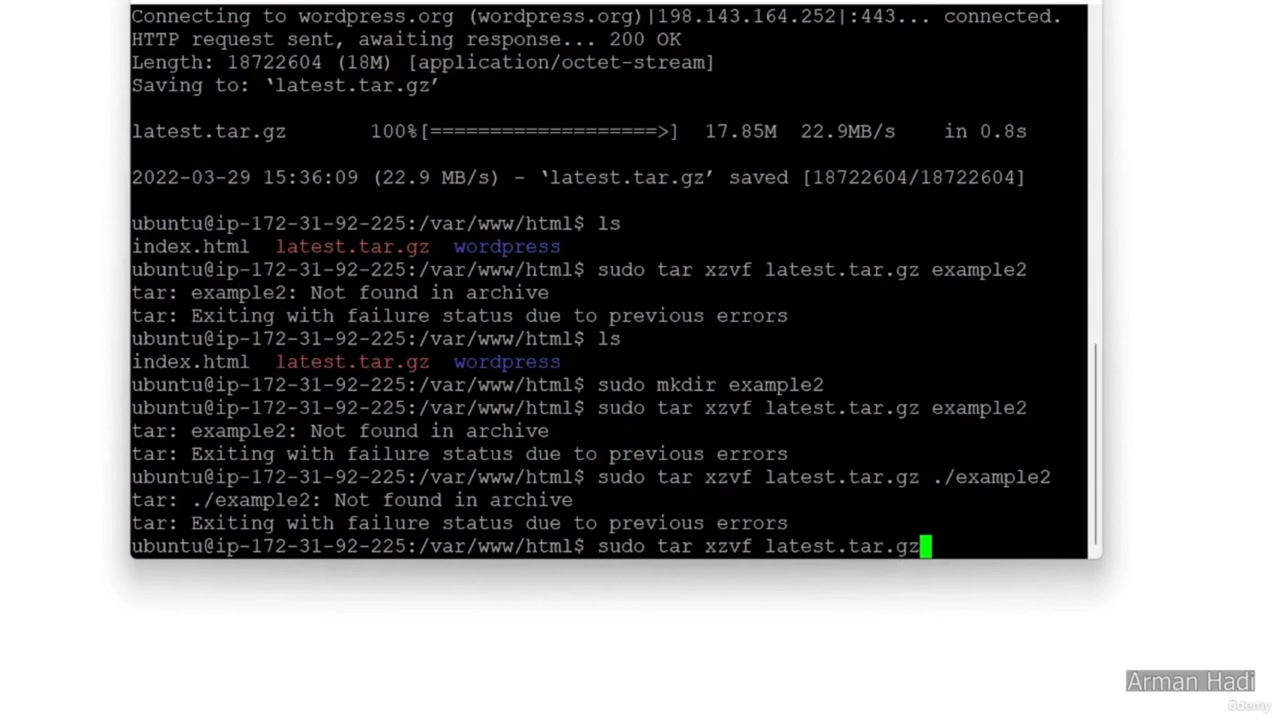 Connecting to wordpress.org (wordpress.org)|198.143.164.252|:443... connected.
HTTP request sent, awaiting response... 200 OK
Length: 18722604 (18M) [application/octet-stream]
Saving to: ‘latest.tar.gz’
latest.tar.gz 100%[===================>] 17.85M 22.9MB/s in 0.8s
2022-03-29 15:36:09 (22.9 MB/s) - ‘latest.tar.gz’ saved [18722604/18722604]
ubuntu@ip-172-31-92-225:/var/www/html$ ls
index.html latest.tar.gz wordpress
ubuntu@ip-172-31-92-225:/var/www/html$ sudo tar xzvf latest.tar.gz example2
tar: example2: Not found in archive
tar: Exiting with failure status due to previous errors
ubuntu@ip-172-31-92-225:/var/www/html$ ls
index.html latest.tar.gz wordpress
ubuntu@ip-172-31-92-225:/var/www/html$ sudo mkdir example2
ubuntu@ip-172-31-92-225:/var/www/html$ sudo tar xzvf latest.tar.gz example2
tar: example2: Not found in archive
tar: Exiting with failure status due to previous errors
ubuntu@ip-172-31-92-225:/var/www/html$ sudo tar xzvf latest.tar.gz ./example2
tar: ./example2: Not found in archive
tar: Exiting with failure status due to previous errors
ubuntu@ip-172-31-92-225:/var/www/html$ sudo tar xzvf latest.tar.gz
Arman Hadi
ûdemy